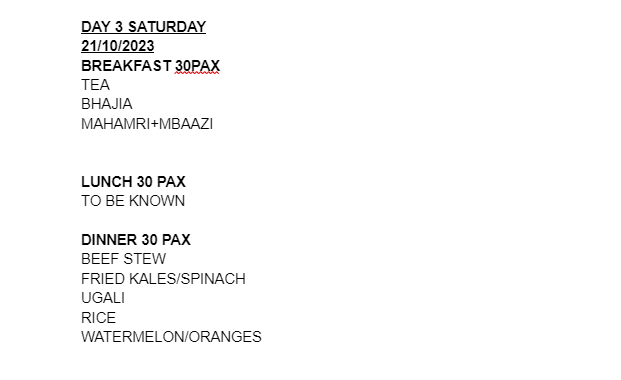 DAY 3 SATURDAY
21/10/2023
BREAKFAST 30PAX
TEA
BHAJIA
MAHAMRI+MBAAZI
LUNCH 30 PAX
TO BE KNOWN
DINNER 30 PAX
BEEF STEW
FRIED KALES/SPINACH
UGALI
RICE
WATERMELON/ORANGES